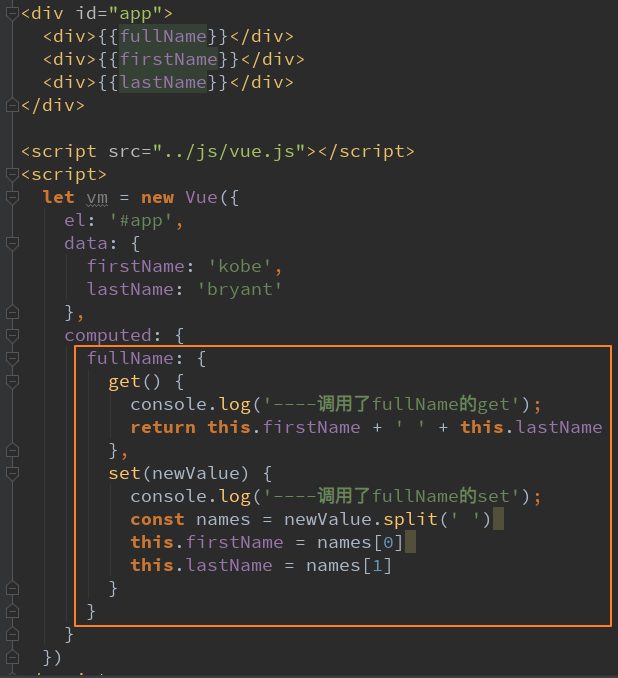 <div id="app">
  <div>{{fullName}}</div>
  <div>{{firstName}}</div>
  <div>{{lastName}}</div>
</div>

<script src="../js/vue.js"></script>
<script>
  let vm = new Vue({
    el: '#app',
    data: {
      firstName: 'kobe',
      lastName: 'bryant'
    },
    computed: {
      fullName: {
        get() {
          console.log('----调用了fullName的get');
          return this.firstName + ' ' + this.lastName
        },
        set(newValue) {
          console.log('----调用了fullName的set');
          const names = newValue.split(' ')
          this.firstName = names[0]
          this.lastName = names[1]
        }
      }
    }
  })